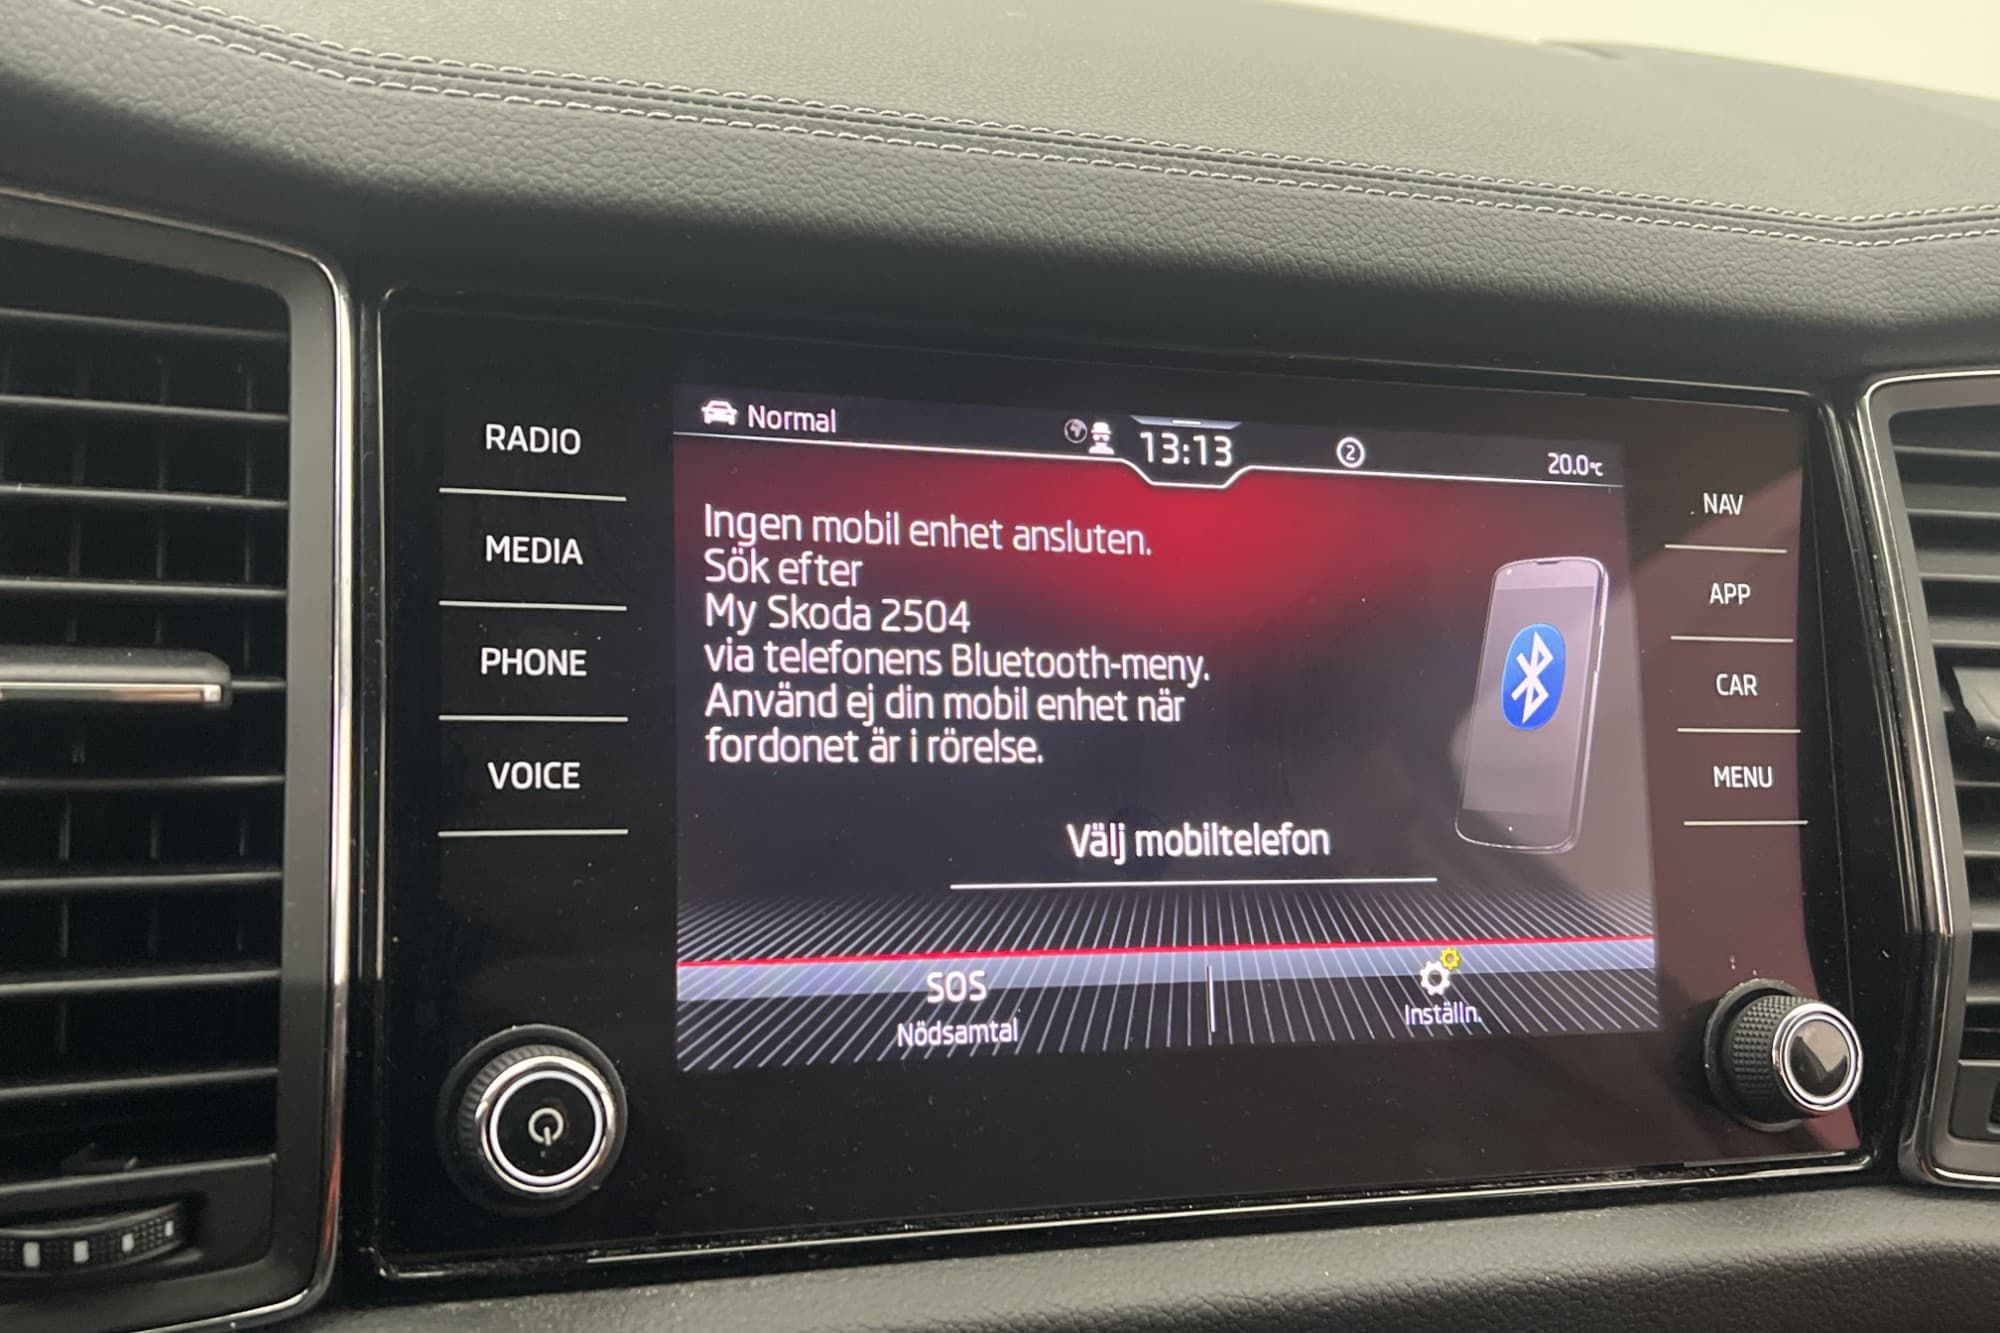 RADIO
MEDIA
PHONE
VOICE
Normal
13:13
2
20.0°C
Ingen mobil enhet ansluten.
Sök efter
My Skoda 2504
via telefonens Bluetooth-meny.
Använd ej din mobil enhet när
fordonet är i rörelse.
Välj mobiltelefon
SOS
Nödsamtal
Inställn.
NAV
APP
CAR
MENU